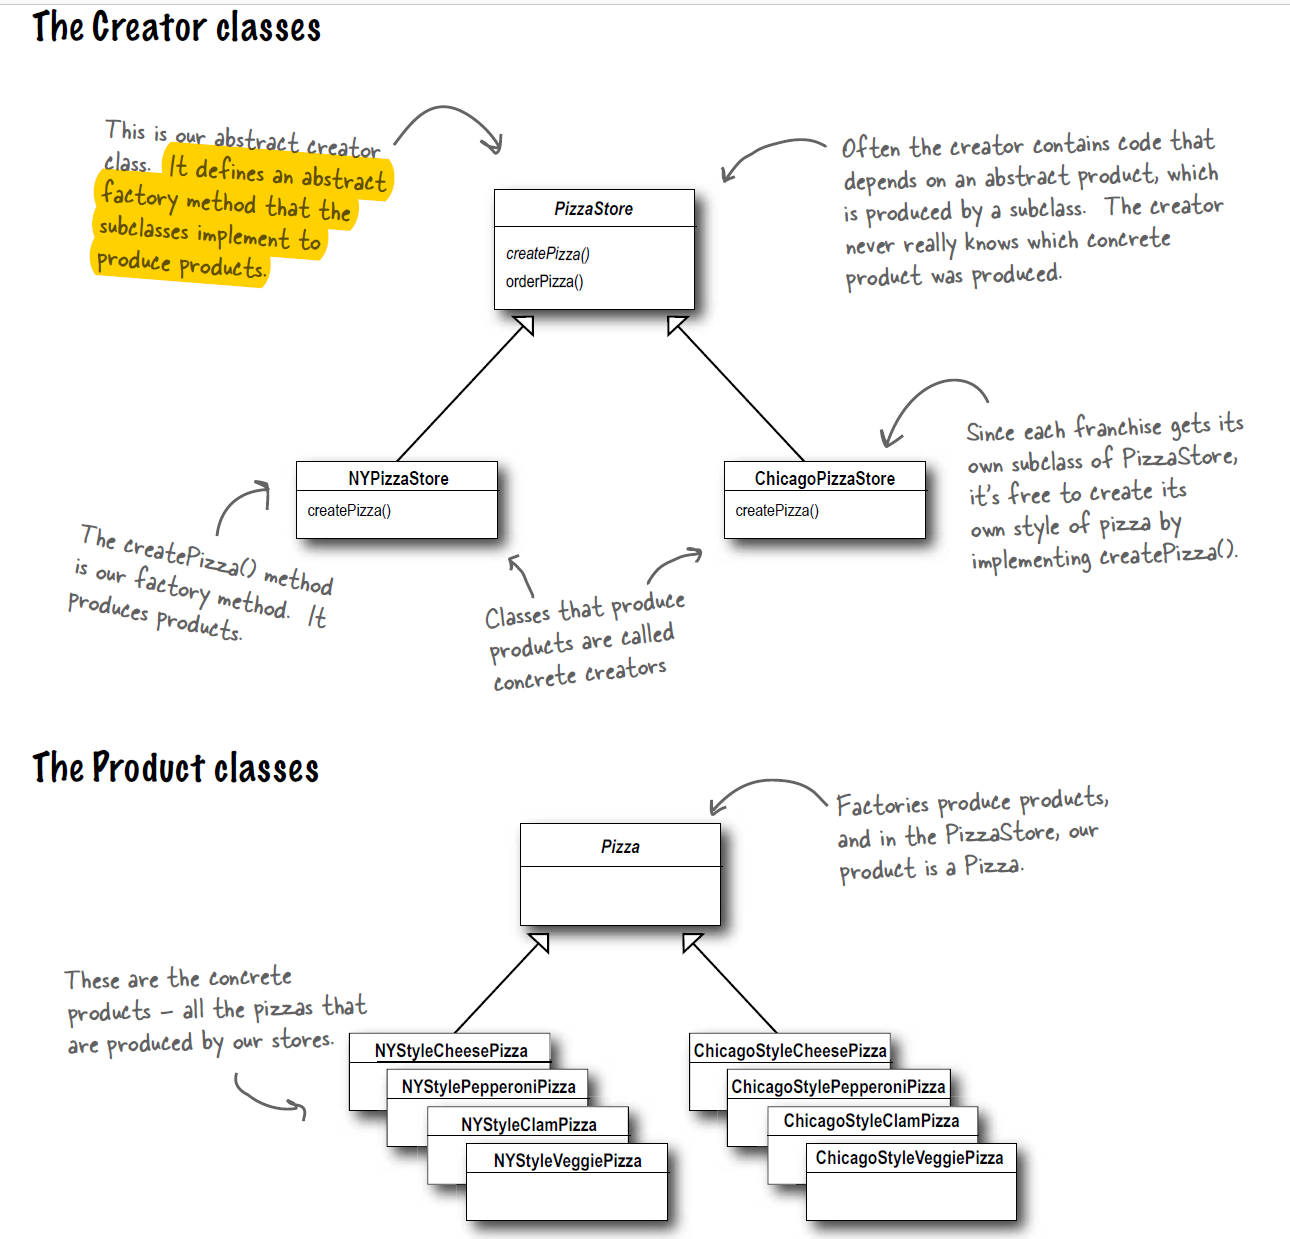 The Creator classes
This is our abstract creator
class. It defines an abstract
factory method that the
subclasses implement to
produce products.
Often the creator contains code that
depends on an abstract product, which
is produced by a subclass. The creator
never really knows which concrete
product was produced.
PizzaStore
createPizza()
orderPizza()
NYPizzaStore
createPizza()
ChicagoPizzaStore
createPizza()
Since each franchise gets its
own subclass of PizzaStore,
it's free to create its
own style of pizza by
implementing createPizza().
The createPizza() method
is our factory method. It
produces products.
Classes that produce
products are called
concrete creators
The Product classes
Factories produce products,
and in the PizzaStore, our
product is a Pizza.
Pizza
These are the concrete
products – all the pizzas that
are produced by our stores.
NYStyleCheesePizza
NYStylePepperoniPizza
NYStyleClamPizza
NYStyleVeggiePizza
ChicagoStyleCheesePizza
ChicagoStylePepperoniPizza
ChicagoStyleClamPizza
ChicagoStyleVeggiePizza